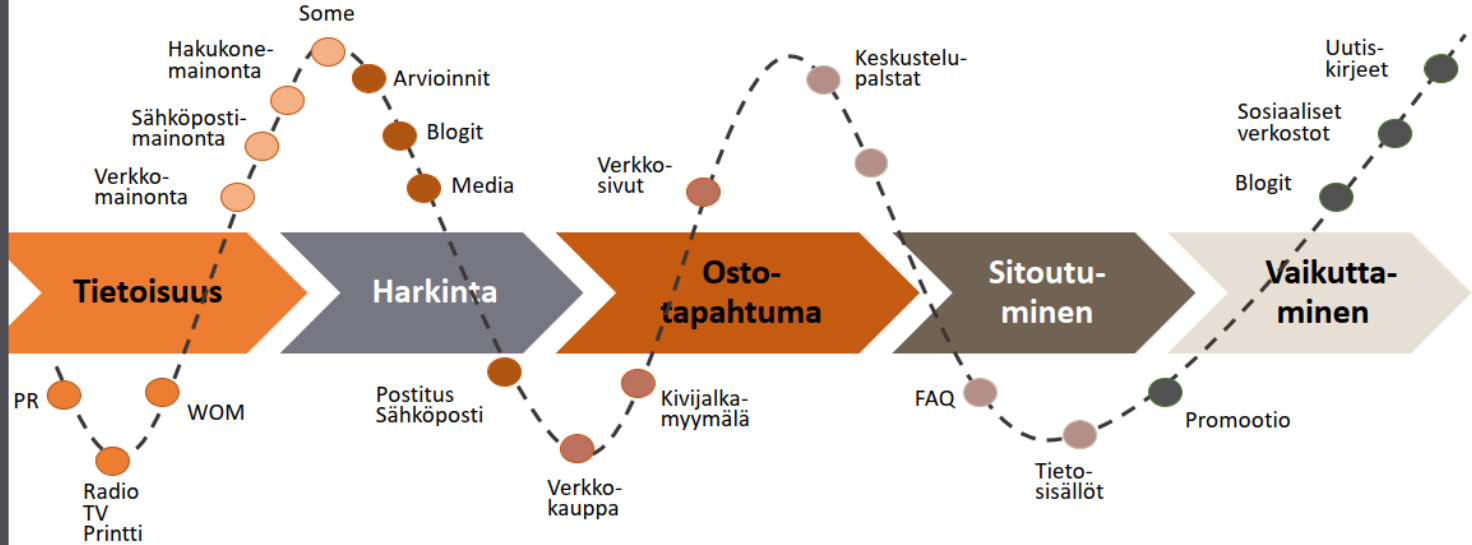 Some
Hakukone-
mainonta
Sähköposti-
mainonta
Verkko-
mainonta
Arvioinnit
Blogit
Media
Verkko-
sivut
Keskustelu-
palstat
Uutis-
kirjeet
Sosiaaliset
verkostot
Blogit
Tietoisuus
Harkinta
Osto-
tapahtuma
Sitoutu-
minen
Vaikutta-
minen
PR
WOM
Radio
TV
Printti
Postitus
Sähköposti
Verkko-
kauppa
Kivijalka-
myymälä
FAQ
Tieto-
sisällöt
Promootio